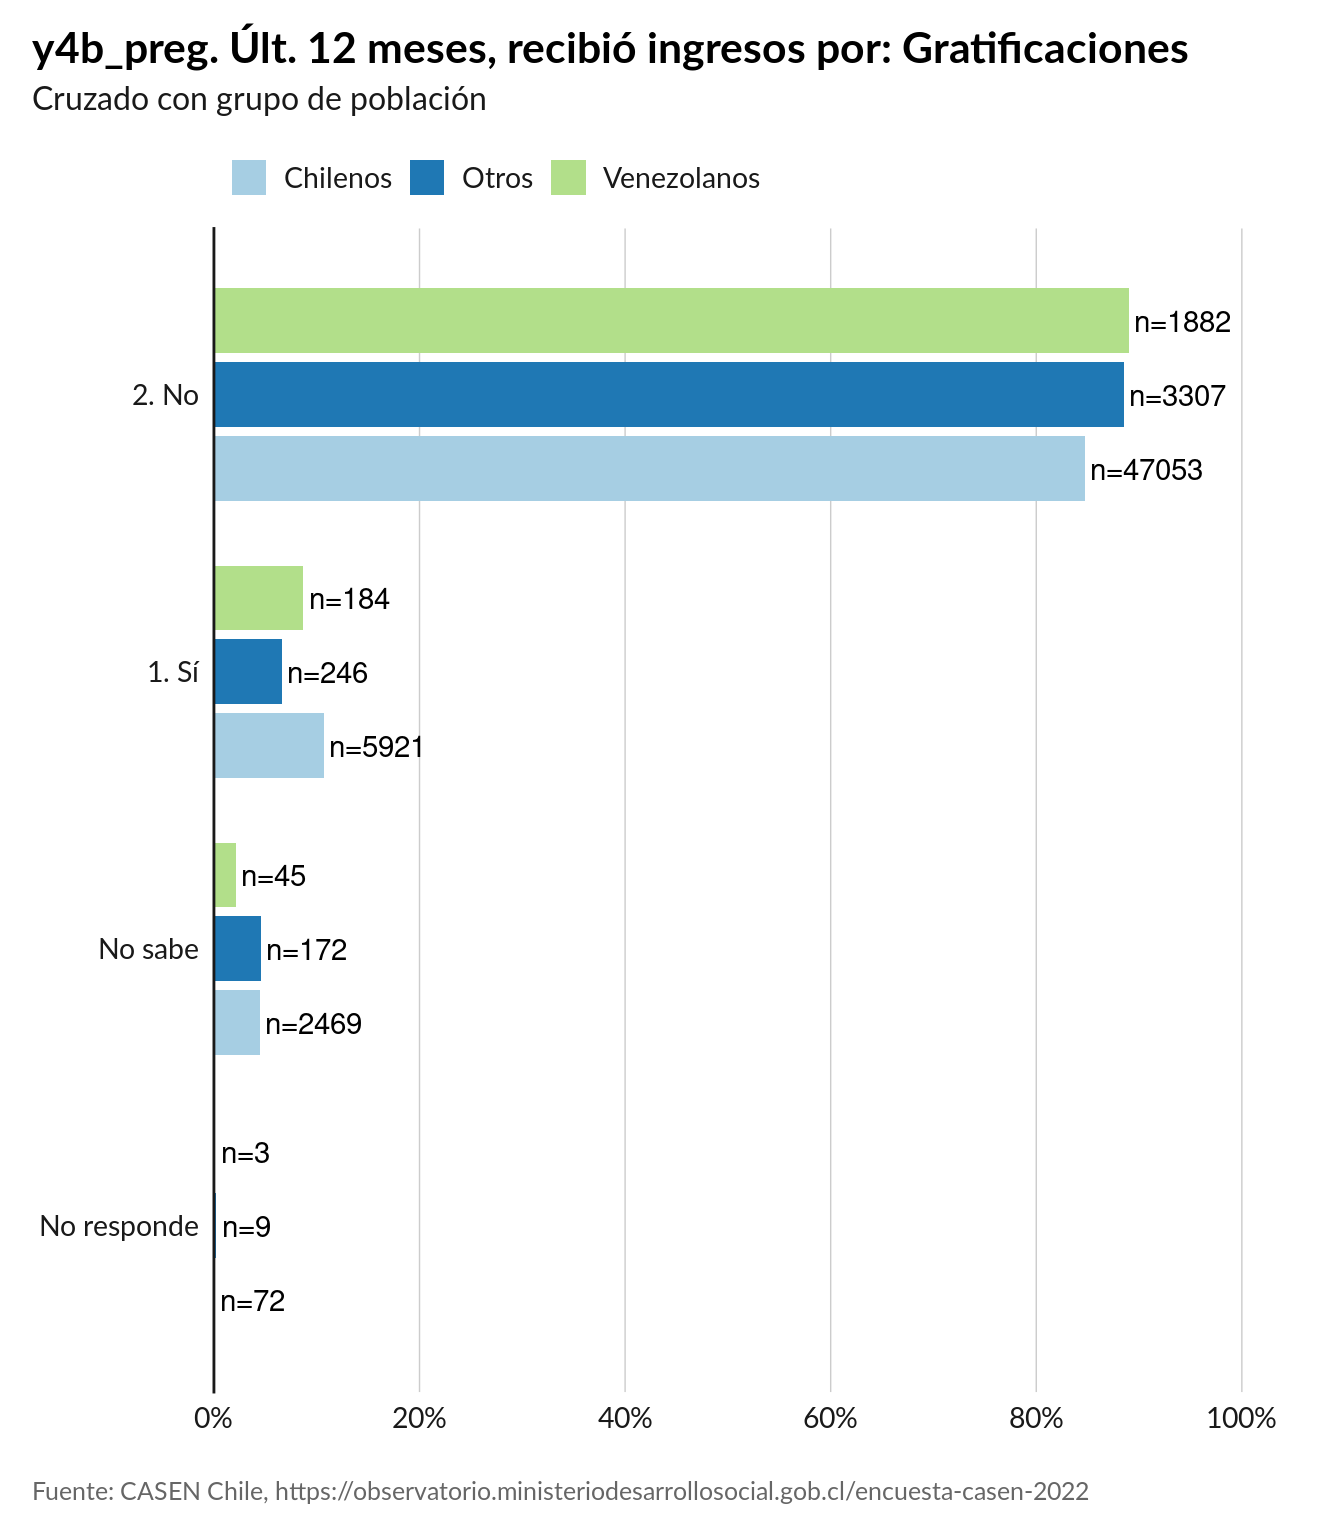 y4b_preg. Últ. 12 meses, recibió ingresos por: Gratificaciones
Cruzado con grupo de población
Chilenos Otros Venezolanos
n=1882
2. No n=3307
n=47053
n=184
1. Sí n=246
n=5921
n=45
No sabe n=172
n=2469
n=3
No responde n=9
n=72
0% 20% 40% 60% 80% 100%
Fuente: CASEN Chile, https://observatorio.ministeriodesarrollosocial.gob.cl/encuesta-casen-2022